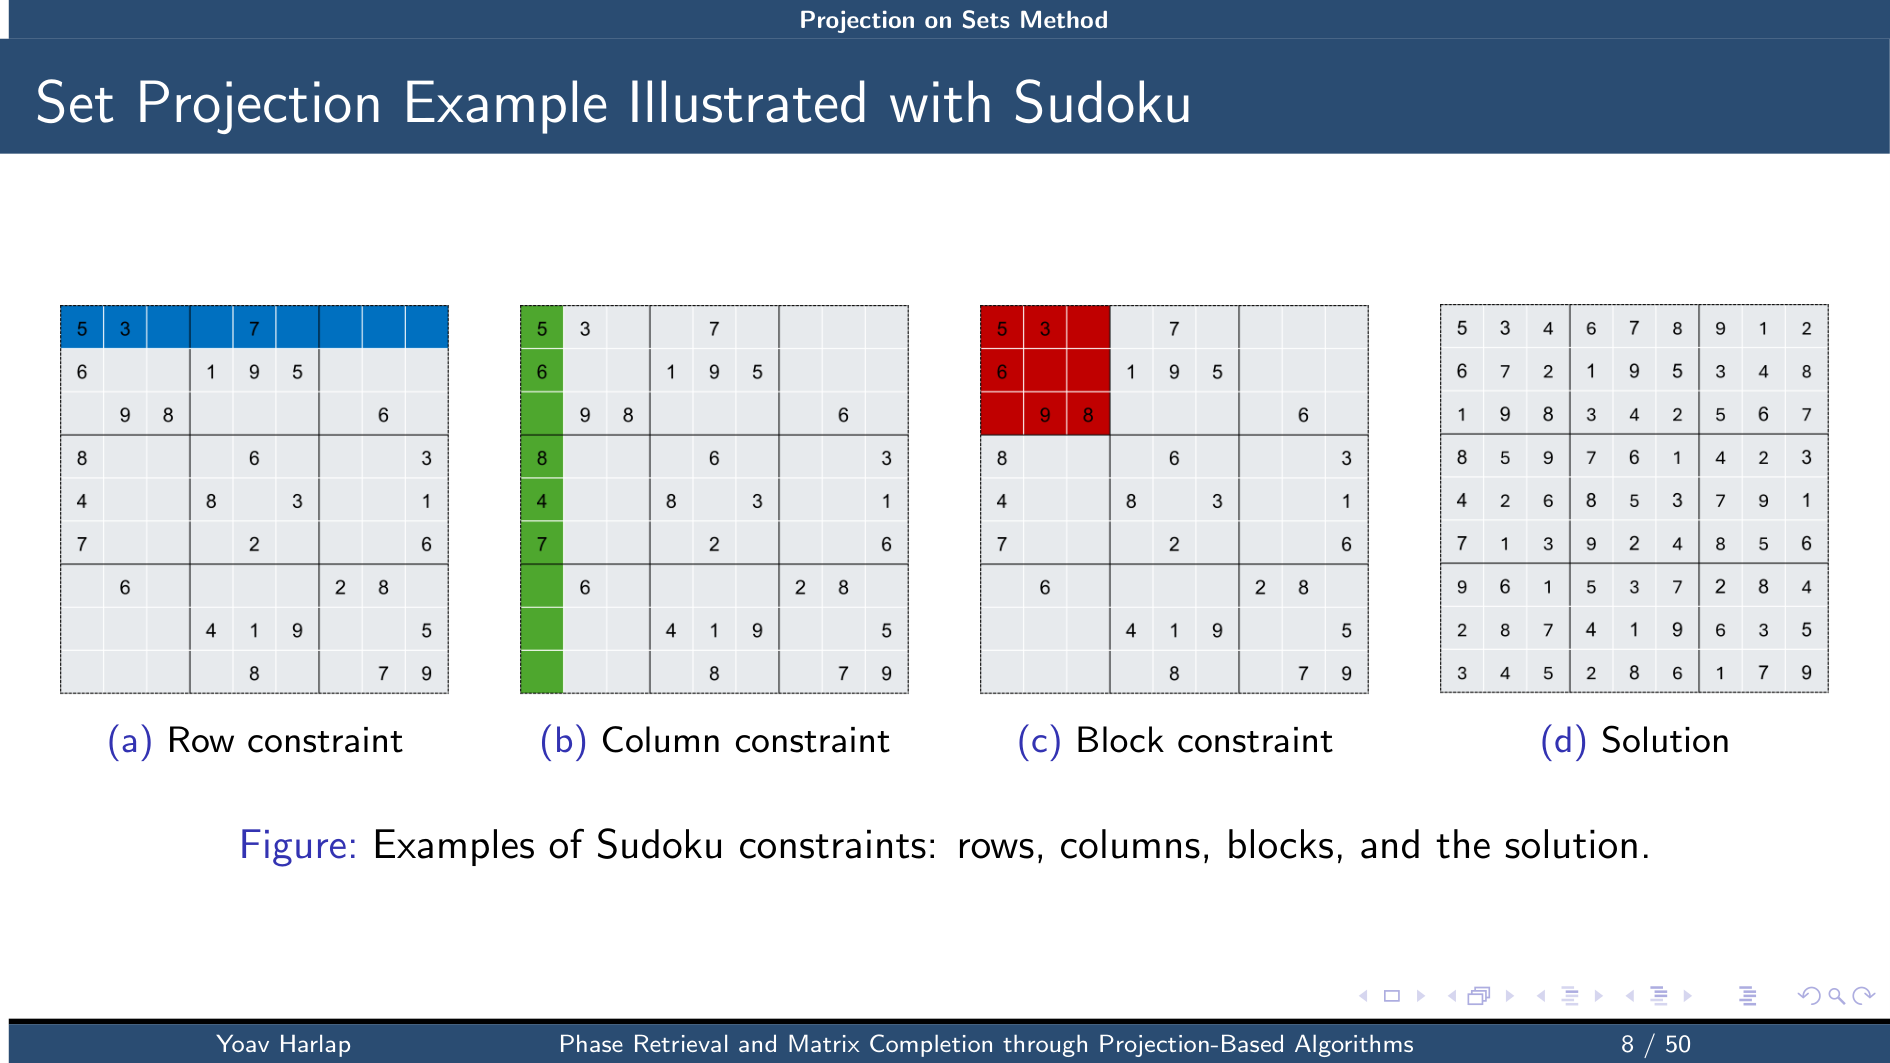 Projection on Sets Method
Set Projection Example Illustrated with Sudoku
5 3 7
6 1 9 5
9 8 6
8 6 3
4 8 3 1
7 2 6
6 2 8
4 1 9 5
8 7 9
(a) Row constraint
5 3 7
6 1 9 5
9 8 6
8 6 3
4 8 3 1
7 2 6
6 2 8
4 1 9 5
8 7 9
(b) Column constraint
5 3 7
6 1 9 5
9 8 6
8 6 3
4 8 3 1
7 2 6
6 2 8
4 1 9 5
8 7 9
(c) Block constraint
5 3 4 6 7 8 9 1 2
6 7 2 1 9 5 3 4 8
1 9 8 3 4 2 5 6 7
8 5 9 7 6 1 4 2 3
4 2 6 8 5 3 7 9 1
7 1 3 9 2 4 8 5 6
9 6 1 5 3 7 2 8 4
2 8 7 4 1 9 6 3 5
3 4 5 2 8 6 1 7 9
(d) Solution
Figure: Examples of Sudoku constraints: rows, columns, blocks, and the solution.
Yoav Harlap Phase Retrieval and Matrix Completion through Projection-Based Algorithms 8 / 50